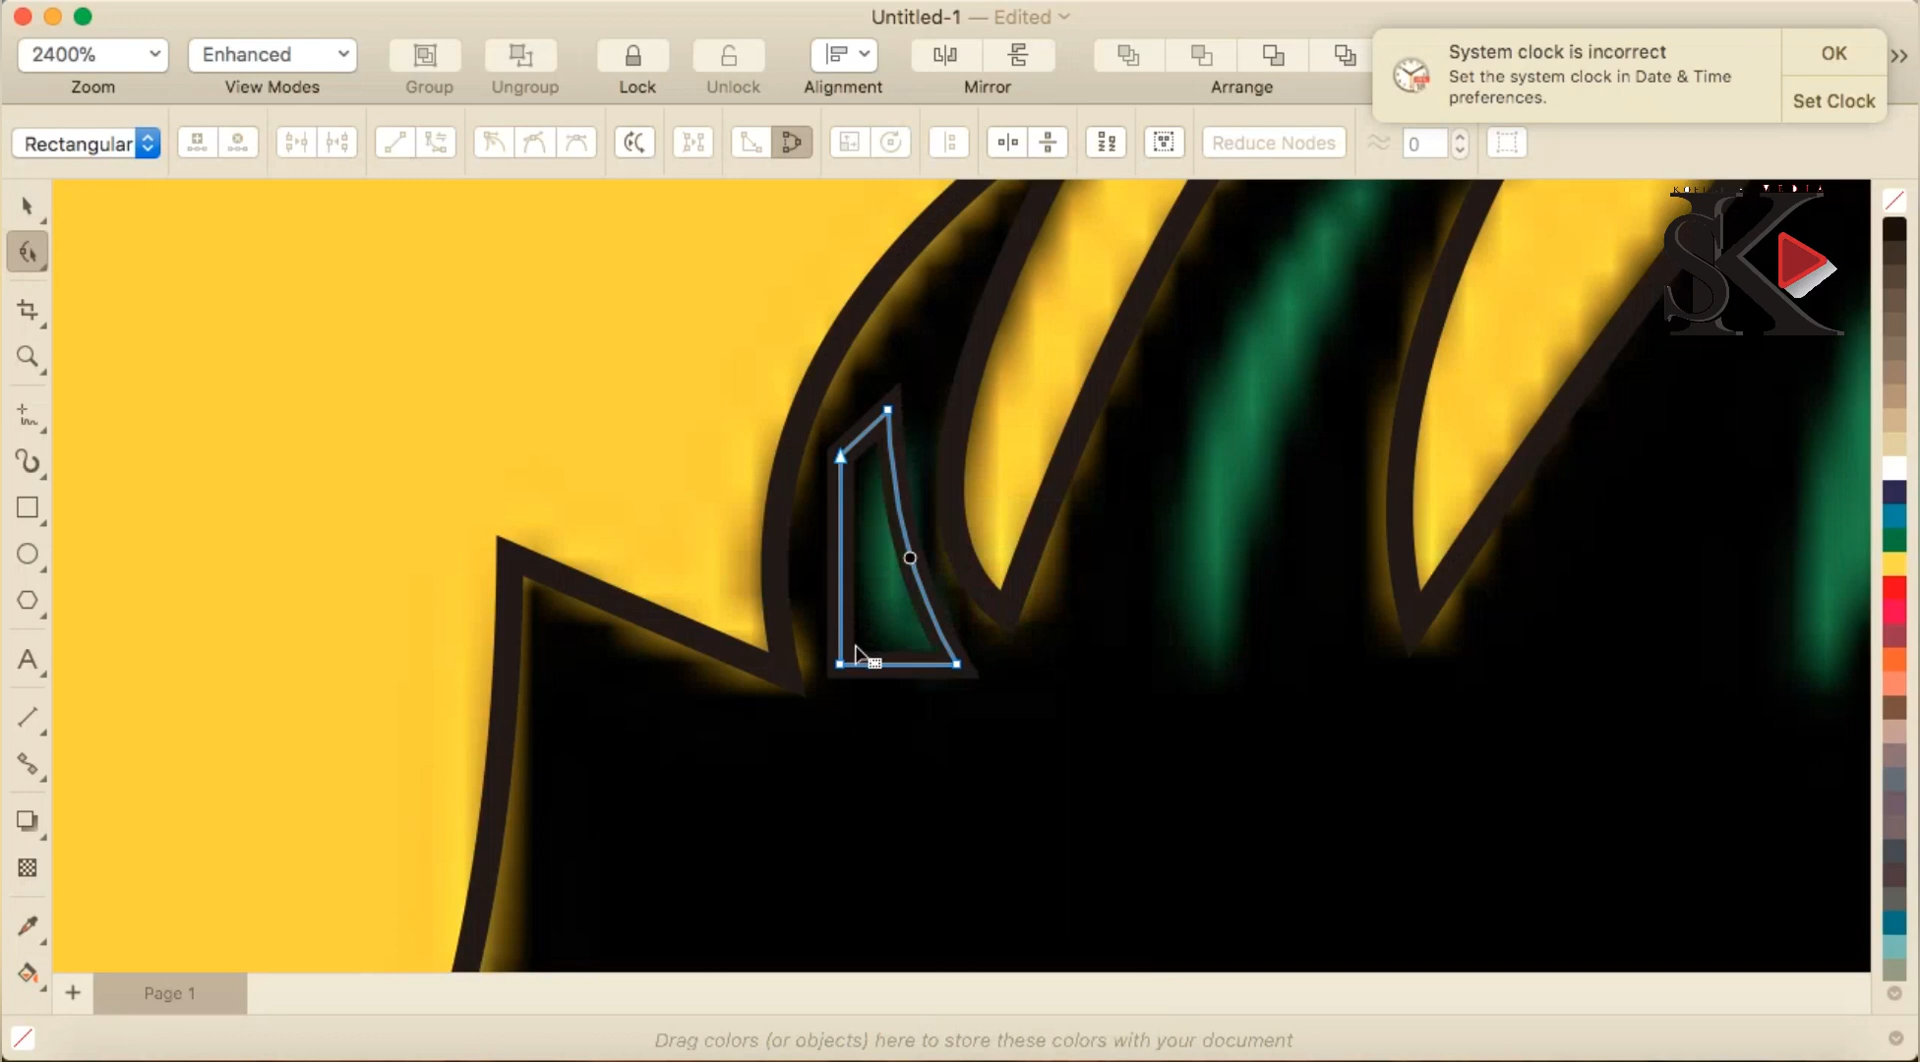 Untitled-1 — Edited
2400%
Enhanced
Zoom
View Modes
Group
Ungroup
Lock
Unlock
Alignment
Mirror
Arrange
System clock is incorrect
Set the system clock in Date & Time
preferences.
OK
Set Clock
Rectangular
Reduce Nodes
0
MEDIA
SK
A
Page 1
Drag colors (or objects) here to store these colors with your document